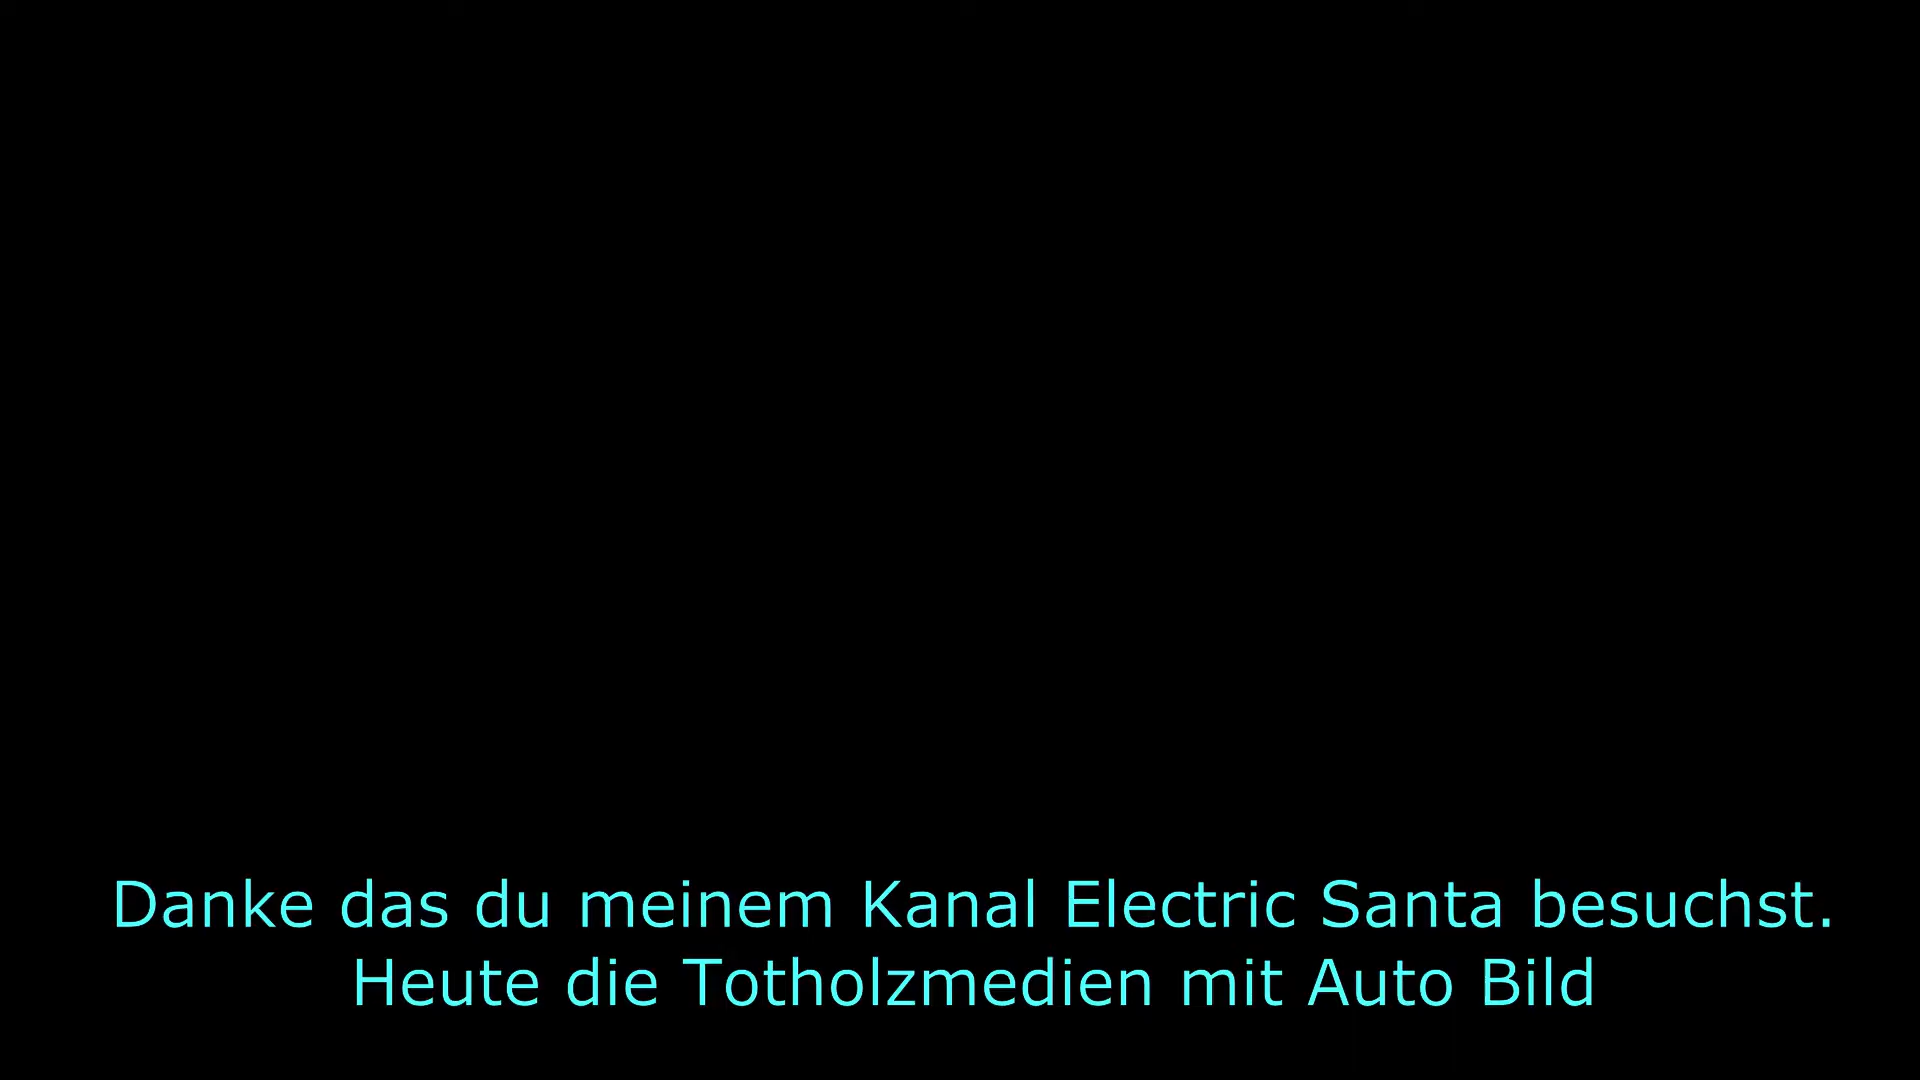 Danke das du meinem Kanal Electric Santa besuchst.
Heute die Totholzmedien mit Auto Bild